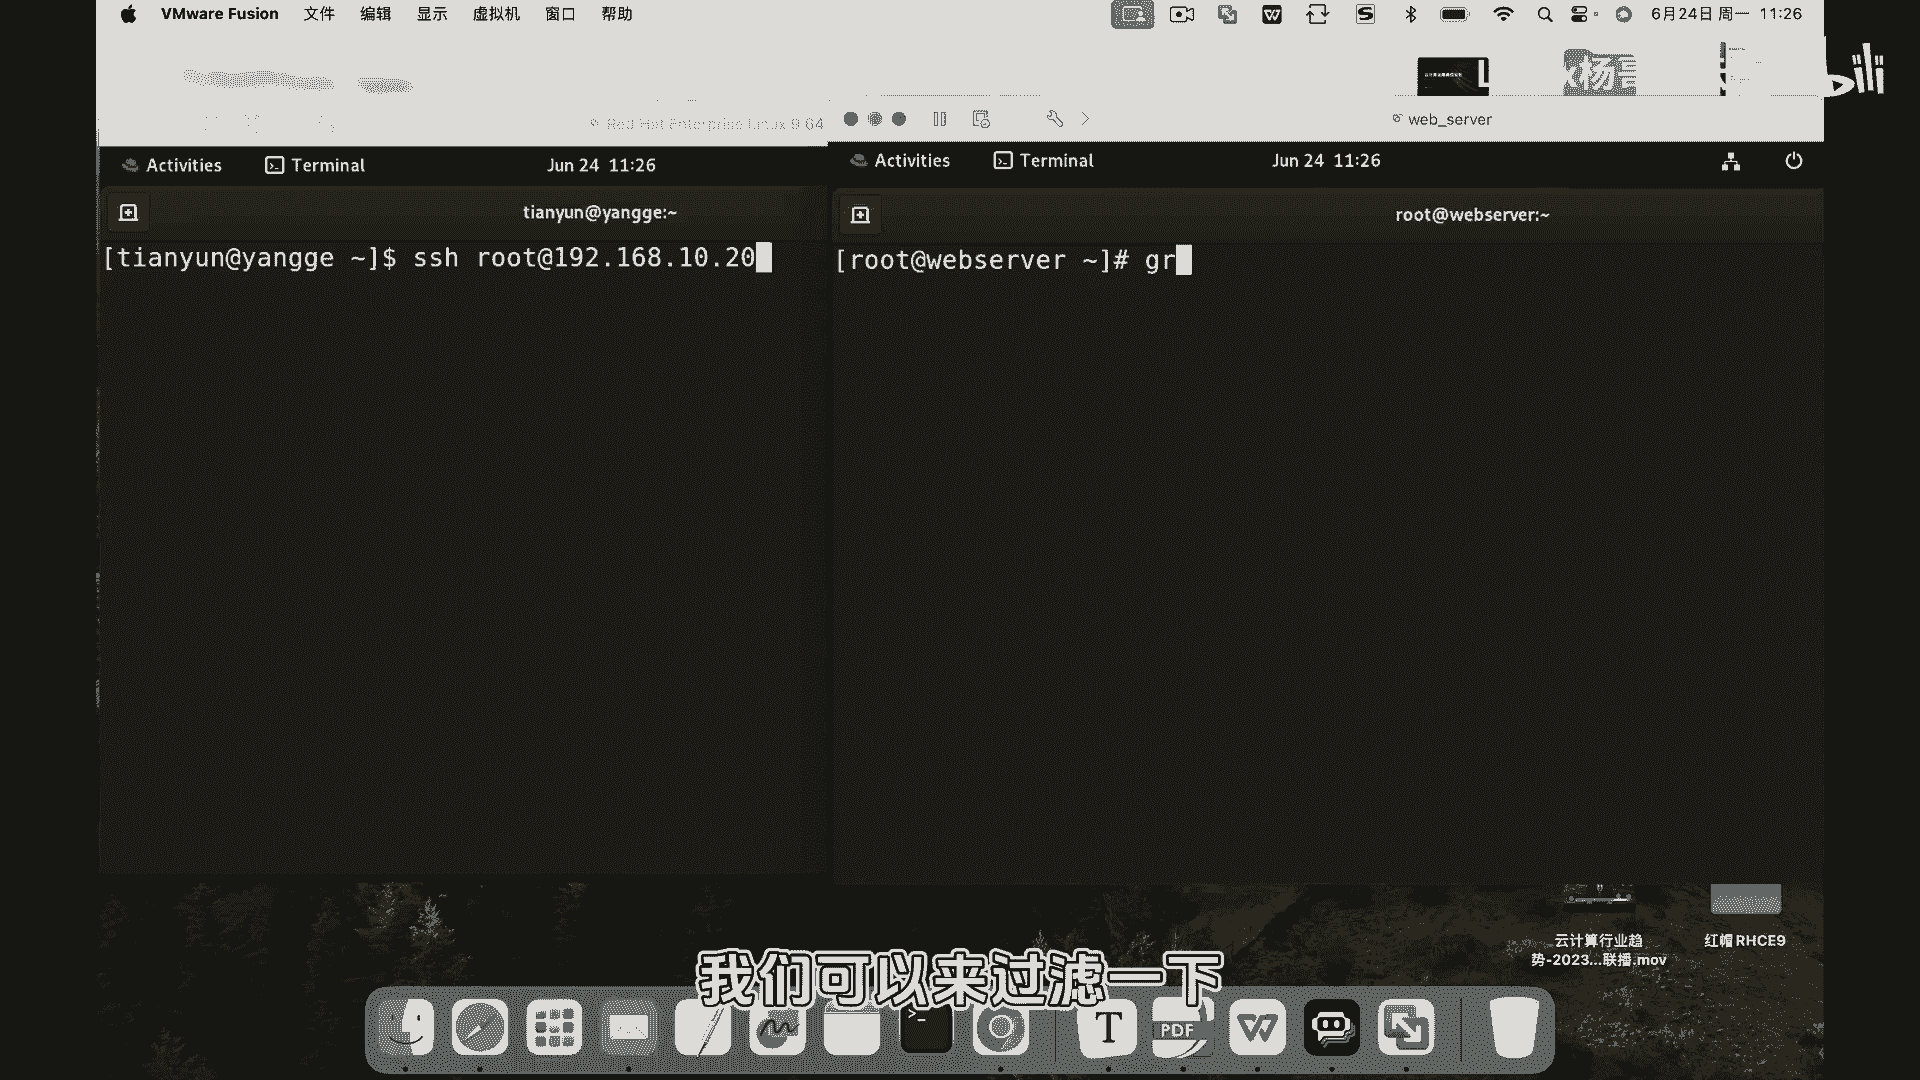 VMware Fusion 文件 编辑 显示 虚拟机 窗口 帮助 6月24日 周一 11:26
bili
Red Hat Enterprise Linux 9 64
web_server
Activities Terminal Jun 24 11:26
Activities Terminal Jun 24 11:26
tianyun@yangge:~
root@webserver:~
[tianyun@yangge ~]$ ssh root@192.168.10.20
[root@webserver ~]# gr
云计算行业趋
势-2023...联播.mov
红帽 RHCE9
我们可以来过滤一下
T
PDF